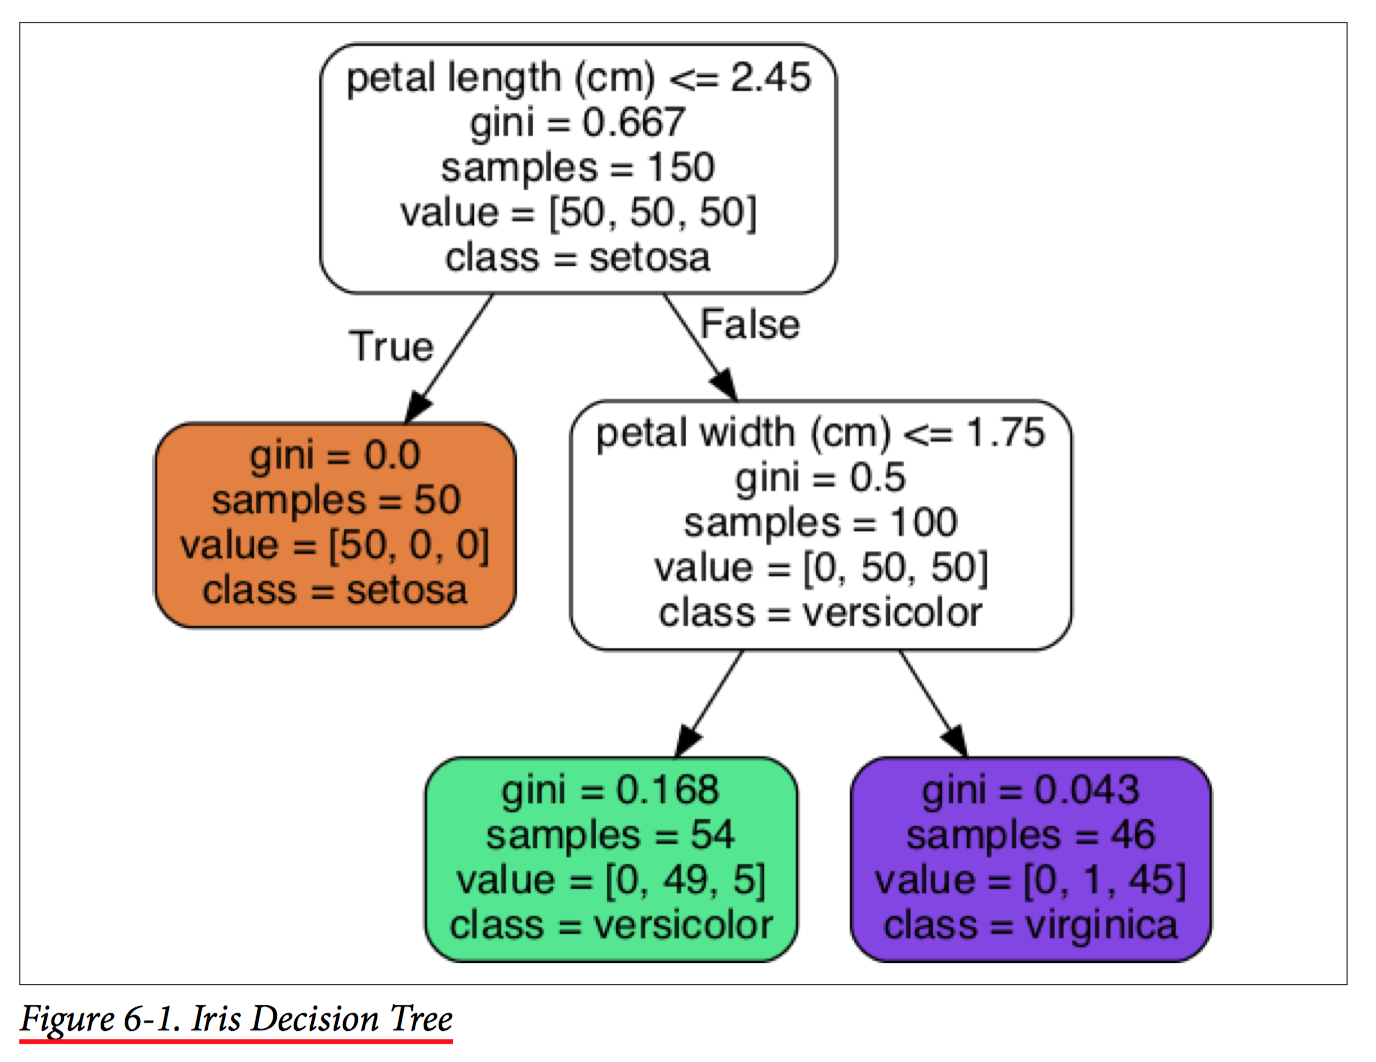 petal length (cm) <= 2.45
gini = 0.667
samples = 150
value = [50, 50, 50]
class = setosa
True
False
gini = 0.0
samples = 50
value = [50, 0, 0]
class = setosa
petal width (cm) <= 1.75
gini = 0.5
samples = 100
value = [0, 50, 50]
class = versicolor
gini = 0.168
samples = 54
value = [0, 49, 5]
class = versicolor
gini = 0.043
samples = 46
value = [0, 1, 45]
class = virginica
Figure 6-1. Iris Decision Tree